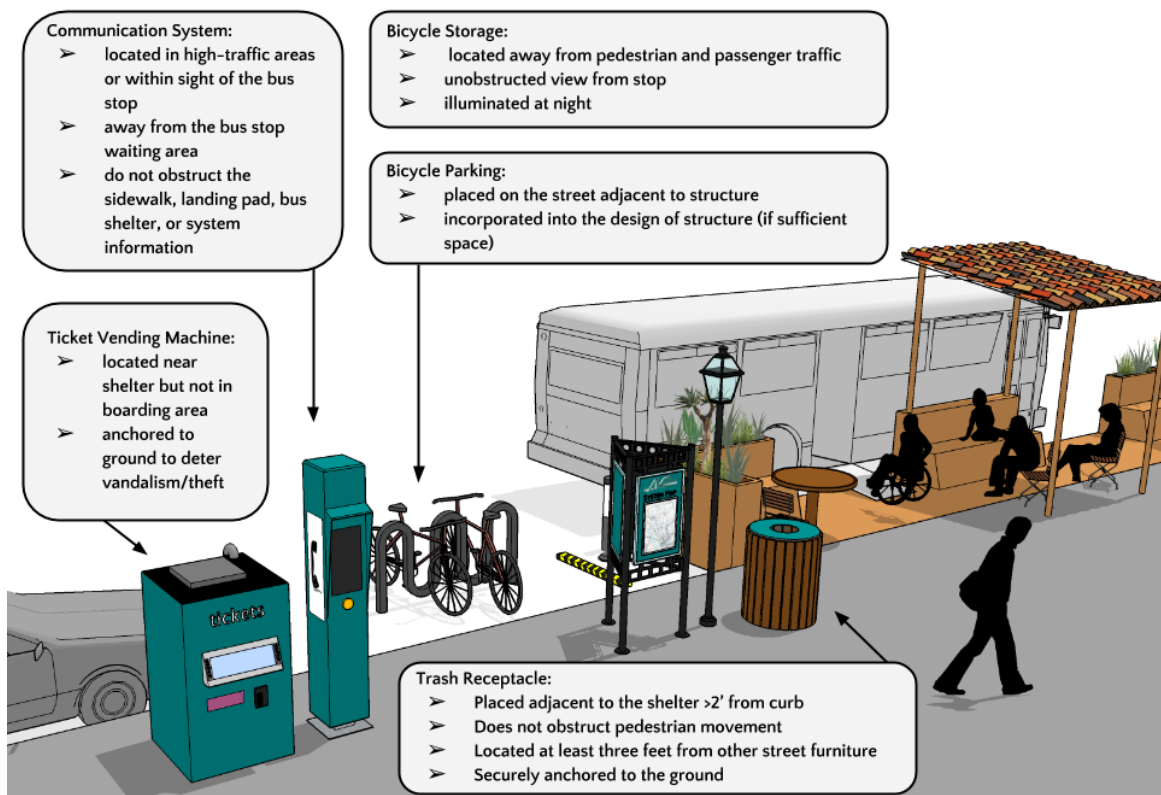 Communication System:
➢ located in high-traffic areas
or within sight of the bus
stop
➢ away from the bus stop
waiting area
➢ do not obstruct the
sidewalk, landing pad, bus
shelter, or system
information
Bicycle Storage:
➢ located away from pedestrian and passenger traffic
➢ unobstructed view from stop
➢ illuminated at night
Bicycle Parking:
➢ placed on the street adjacent to structure
➢ incorporated into the design of structure (if sufficient
space)
Ticket Vending Machine:
➢ located near
shelter but not in
boarding area
➢ anchored to
ground to deter
vandalism/theft
System Map
tickets
Trash Receptacle:
➢ Placed adjacent to the shelter >2' from curb
➢ Does not obstruct pedestrian movement
➢ Located at least three feet from other street furniture
➢ Securely anchored to the ground